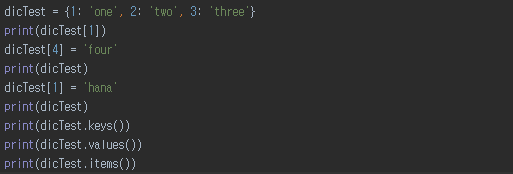 dicTest = {1: 'one', 2: 'two', 3: 'three'}
print(dicTest[1])
dicTest[4] = 'four'
print(dicTest)
dicTest[1] = 'hana'
print(dicTest)
print(dicTest.keys())
print(dicTest.values())
print(dicTest.items())